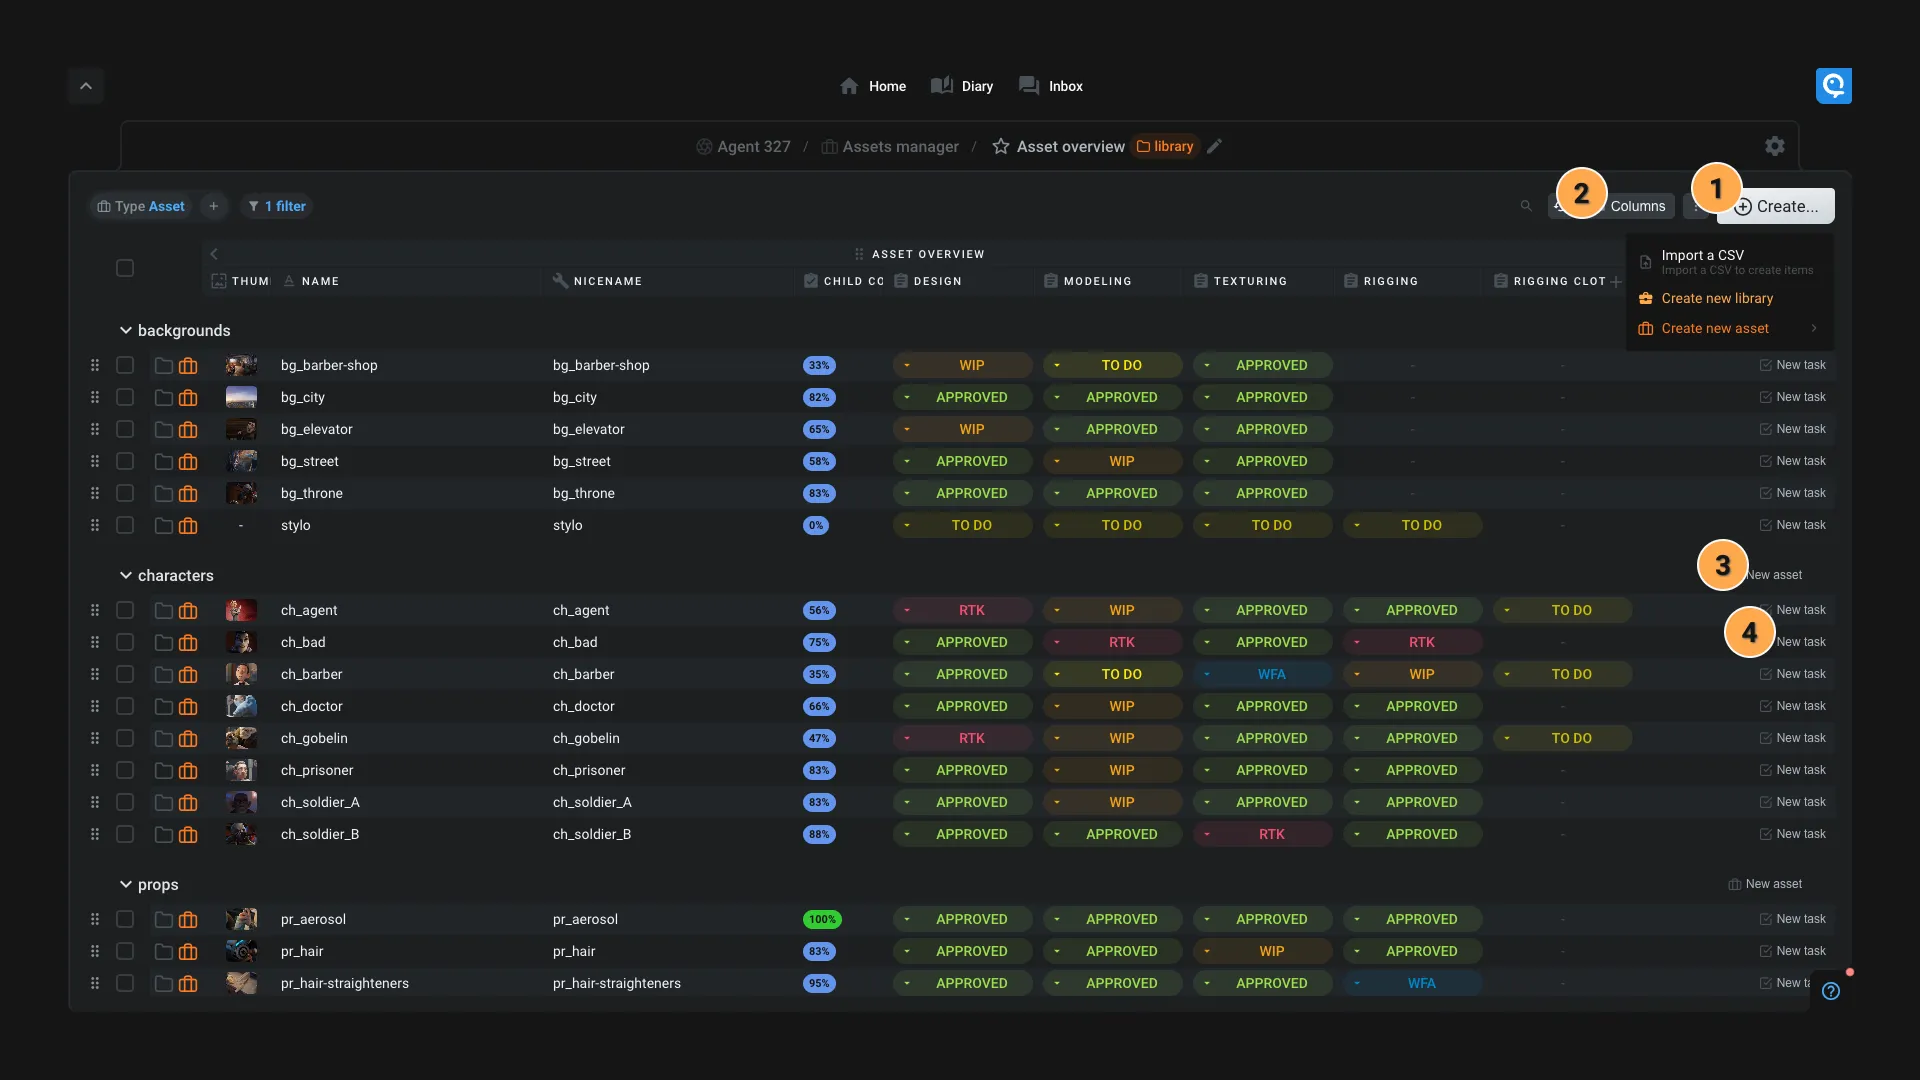 Home Diary Inbox
Agent 327 / Assets manager / Asset overview library
Type Asset + 1 filter 2 Columns 1 Create...
ASSET OVERVIEW
THUM NAME NICENAME CHILD CO DESIGN MODELING TEXTURING RIGGING RIGGING CLOT
Import a CSV
Import a CSV to create items
Create new library
Create new asset
backgrounds
bg_barber-shop bg_barber-shop 33% WIP TO DO APPROVED - - New task
bg_city bg_city 82% APPROVED APPROVED APPROVED - - New task
bg_elevator bg_elevator 65% WIP APPROVED APPROVED - - New task
bg_street bg_street 58% APPROVED WIP APPROVED - - New task
bg_throne bg_throne 83% APPROVED APPROVED APPROVED - - New task
- stylo stylo 0% TO DO TO DO TO DO TO DO - New task
characters 3 New asset
ch_agent ch_agent 56% RTK WIP APPROVED APPROVED TO DO New task
ch_bad ch_bad 75% APPROVED RTK APPROVED RTK - 4 New task
ch_barber ch_barber 35% APPROVED TO DO WFA WIP TO DO New task
ch_doctor ch_doctor 66% APPROVED WIP APPROVED APPROVED - New task
ch_gobelin ch_gobelin 47% RTK WIP APPROVED APPROVED TO DO New task
ch_prisoner ch_prisoner 83% APPROVED WIP APPROVED APPROVED - New task
ch_soldier_A ch_soldier_A 83% APPROVED WIP APPROVED APPROVED - New task
ch_soldier_B ch_soldier_B 88% APPROVED APPROVED RTK APPROVED - New task
props New asset
pr_aerosol pr_aerosol 100% APPROVED APPROVED APPROVED APPROVED - New task
pr_hair pr_hair 83% APPROVED APPROVED WIP APPROVED - New task
pr_hair-straighteners pr_hair-straighteners 95% APPROVED APPROVED APPROVED WFA - New ta